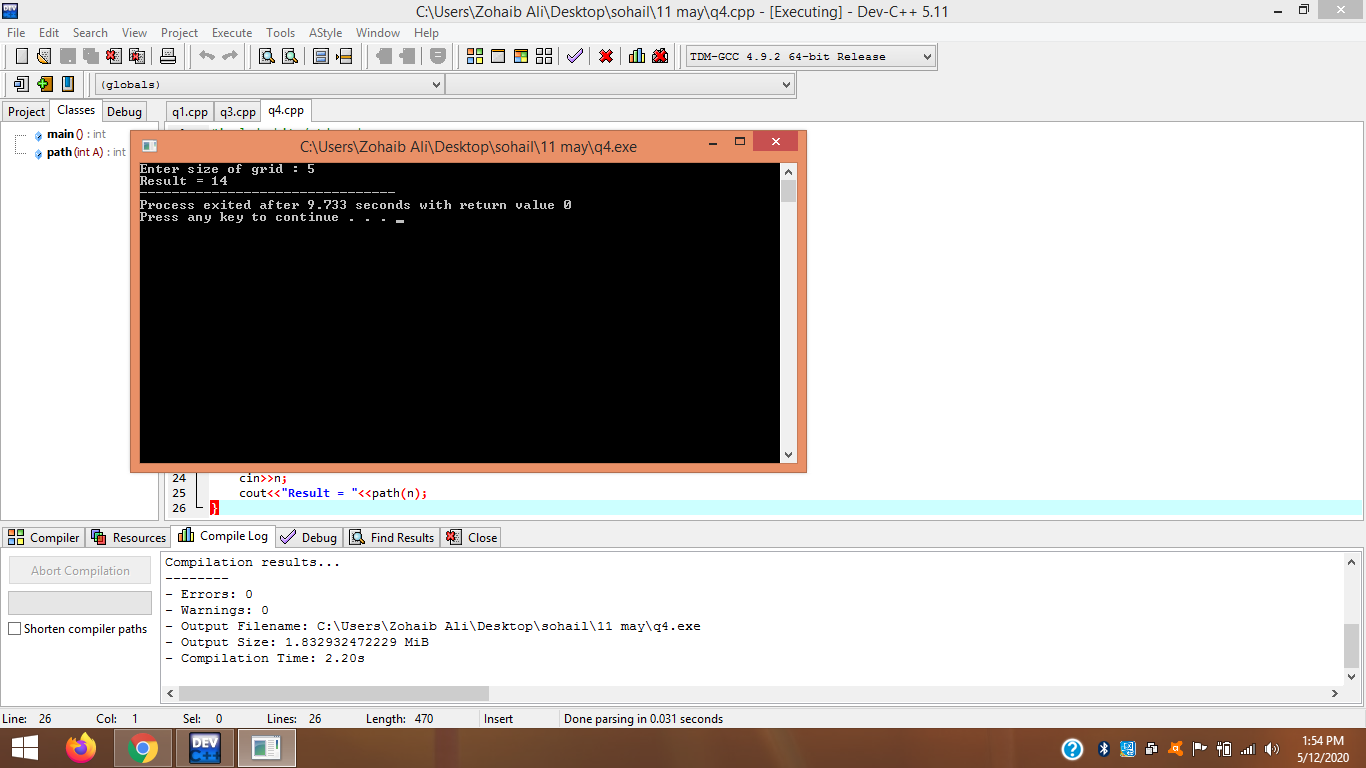 C:\Users\Zohaib Ali\Desktop\sohail\11 may\q4.cpp - [Executing] - Dev-C++ 5.11
File Edit Search View Project Execute Tools AStyle Window Help
TDM-GCC 4.9.2 64-bit Release
(globals)
Project Classes Debug q1.cpp q3.cpp q4.cpp
main () : int
path (int A) : int
C:\Users\Zohaib Ali\Desktop\sohail\11 may\q4.exe
Enter size of grid : 5
Result = 14
--------------------------------
Process exited after 9.733 seconds with return value 0
Press any key to continue . . . _
24 cin>>n;
25 cout<<"Result = "<<path(n);
26 }
Compiler Resources Compile Log Debug Find Results Close
Abort Compilation
Shorten compiler paths
Compilation results...
--------
- Errors: 0
- Warnings: 0
- Output Filename: C:\Users\Zohaib Ali\Desktop\sohail\11 may\q4.exe
- Output Size: 1.832932472229 MiB
- Compilation Time: 2.20s
Line: 26 Col: 1 Sel: 0 Lines: 26 Length: 470 Insert Done parsing in 0.031 seconds
DEV C++
1:54 PM
5/12/2020